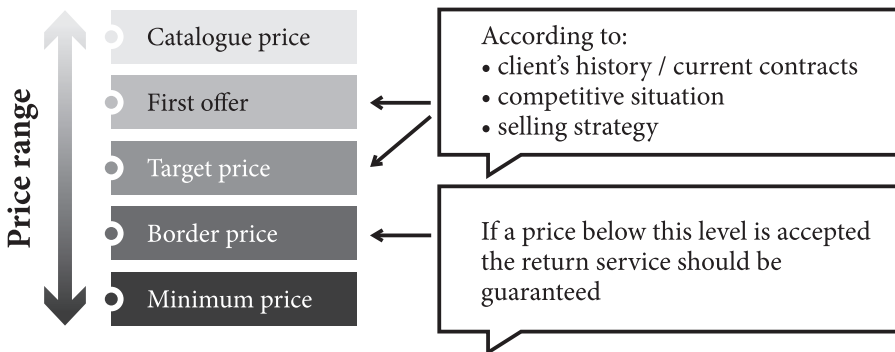 Price range
Catalogue price
First offer
Target price
Border price
Minimum price
According to:
• client's history / current contracts
• competitive situation
• selling strategy
If a price below this level is accepted
the return service should be
guaranteed